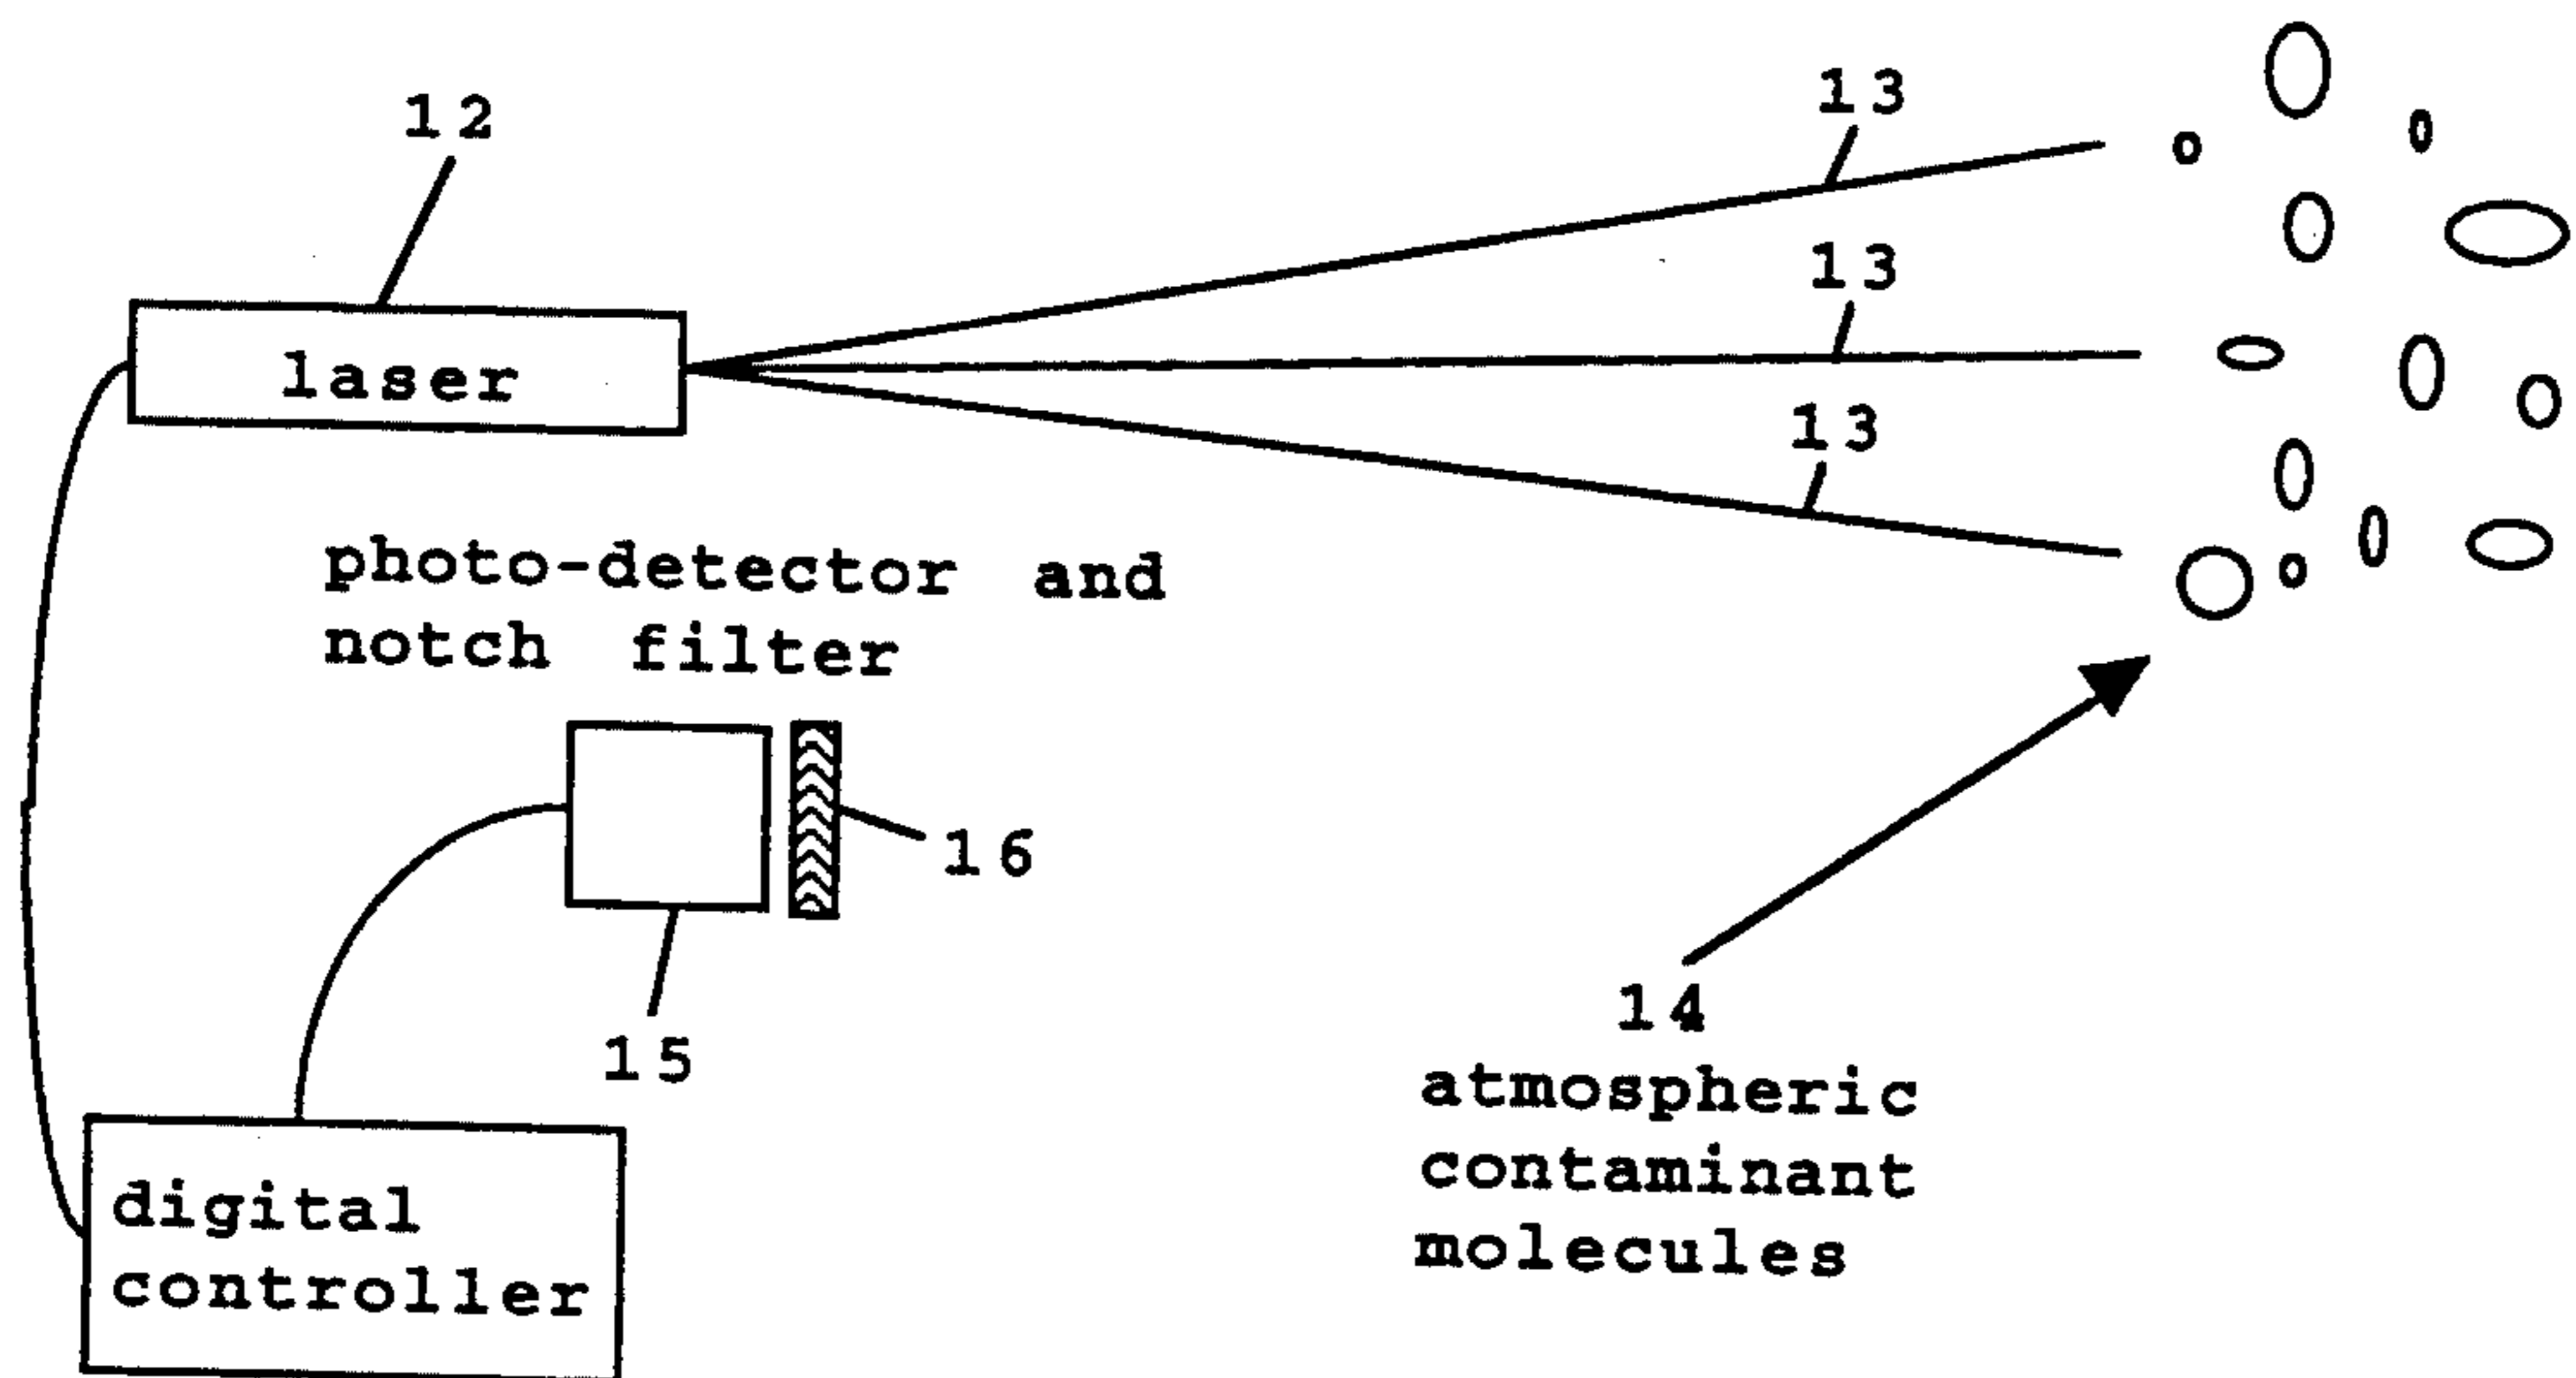 12
13
laser
13
13
photo-detector and
notch filter
16
15
14
atmospheric
contaminant
molecules
digital
controller